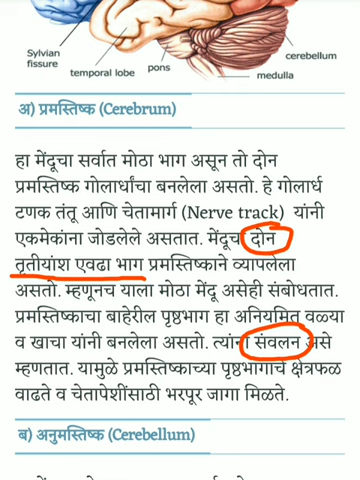 Sylvian
fissure
temporal lobe
pons
cerebellum
medulla
अ) प्रमस्तिष्क (Cerebrum)
हा मेंदूचा सर्वात मोठा भाग असून तो दोन
प्रमस्तिष्क गोलार्धांचा बनलेला असतो. हे गोलार्ध
टणक तंतू आणि चेतामार्ग (Nerve track) यांनी
एकमेकांना जोडलेले असतात. मेंदूचा दोन
तृतीयांश एवढा भाग प्रमस्तिष्काने व्यापलेला
असतो. म्हणूनच याला मोठा मेंदू असेही संबोधतात.
प्रमस्तिष्काचा बाहेरील पृष्ठभाग हा अनियमित वळ्या
व खाचा यांनी बनलेला असतो. त्यांना संवलन असे
म्हणतात. यामुळे प्रमस्तिष्काच्या पृष्ठभागाचे क्षेत्रफळ
वाढते व चेतापेशींसाठी भरपूर जागा मिळते.
ब) अनुमस्तिष्क (Cerebellum)